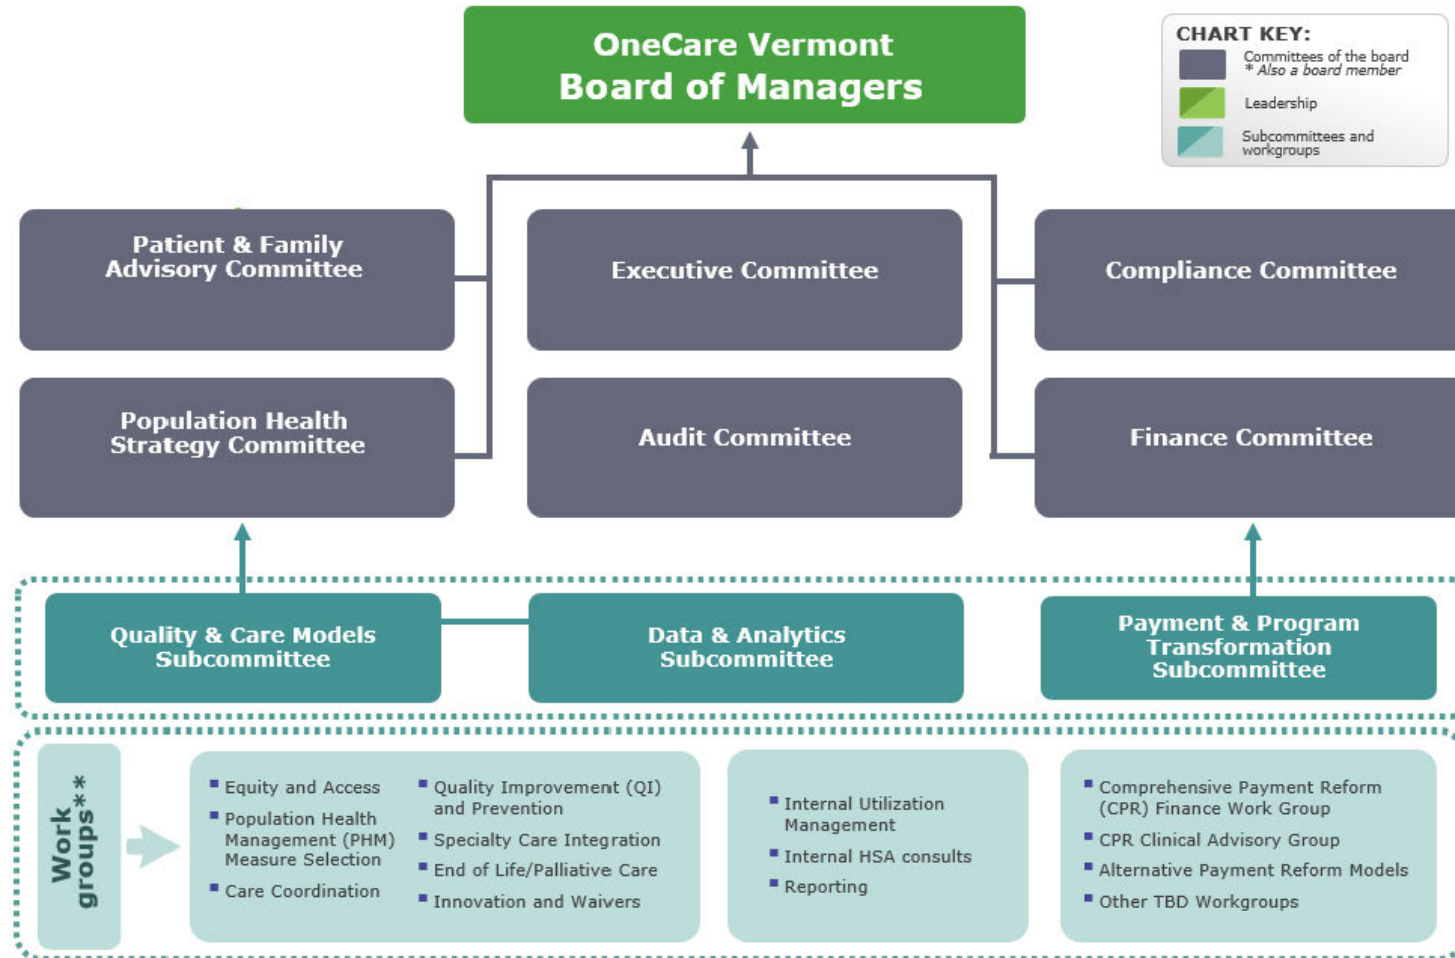 OneCare Vermont
Board of Managers
CHART KEY:
Committees of the board
* Also a board member
Leadership
Subcommittees and
workgroups
Patient & Family
Advisory Committee
Executive Committee
Compliance Committee
Population Health
Strategy Committee
Audit Committee
Finance Committee
Quality & Care Models
Subcommittee
Data & Analytics
Subcommittee
Payment & Program
Transformation
Subcommittee
Work
groups**
Equity and Access
Population Health
Management (PHM)
Measure Selection
Care Coordination
Quality Improvement (QI)
and Prevention
Specialty Care Integration
End of Life/Palliative Care
Innovation and Waivers
Internal Utilization
Management
Internal HSA consults
Reporting
Comprehensive Payment Reform
(CPR) Finance Work Group
CPR Clinical Advisory Group
Alternative Payment Reform Models
Other TBD Workgroups